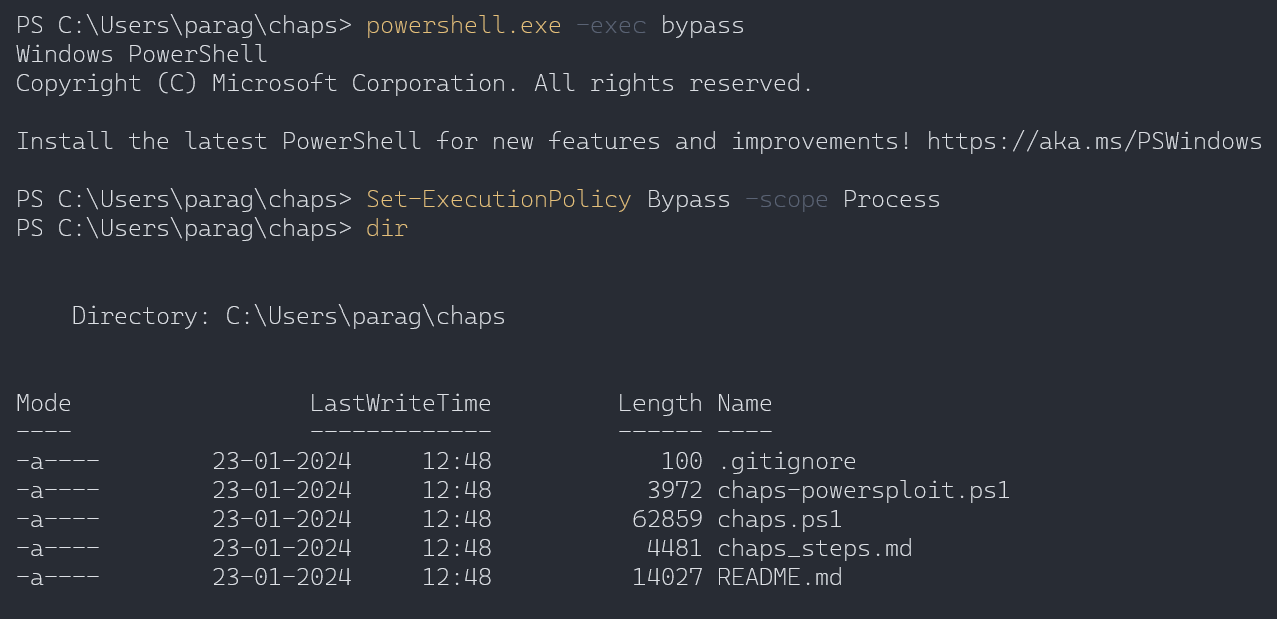 PS C:\Users\parag\chaps> powershell.exe -exec bypass
Windows PowerShell
Copyright (C) Microsoft Corporation. All rights reserved.
Install the latest PowerShell for new features and improvements! https://aka.ms/PSWindows
PS C:\Users\parag\chaps> Set-ExecutionPolicy Bypass -scope Process
PS C:\Users\parag\chaps> dir
    Directory: C:\Users\parag\chaps
Mode                 LastWriteTime         Length Name
----                 -------------         ------ ----
-a----        23-01-2024     12:48            100 .gitignore
-a----        23-01-2024     12:48           3972 chaps-powersploit.ps1
-a----        23-01-2024     12:48          62859 chaps.ps1
-a----        23-01-2024     12:48           4481 chaps_steps.md
-a----        23-01-2024     12:48          14027 README.md